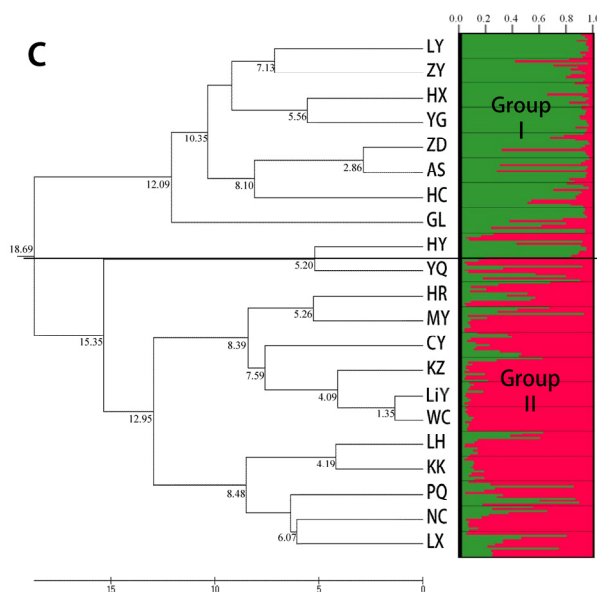 0.0 0.2 0.4 0.6 0.8 1.0
C
LY
7.13
ZY
HX
5.56
YG
Group
I
10.35
ZD
2.86
AS
8.10
HC
12.09
GL
HY
18.69
5.20
YQ
HR
5.26
MY
15.35
8.39
CY
7.59
KZ
4.09
LiY
1.35
WC
Group
II
12.95
LH
4.19
KK
8.48
PQ
NC
6.07
LX
15 10 5 0